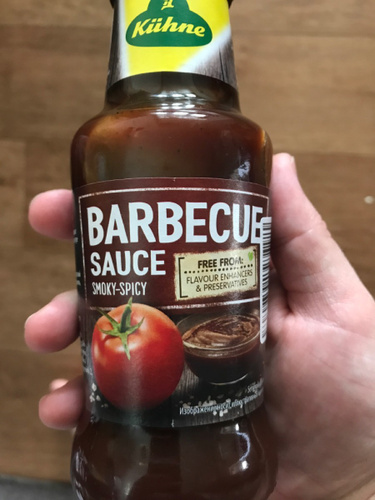 Kühne
BARBECUE
SAUCE
SMOKY-SPICY
FREE FROM:
FLAVOUR ENHANCERS
& PRESERVATIVES